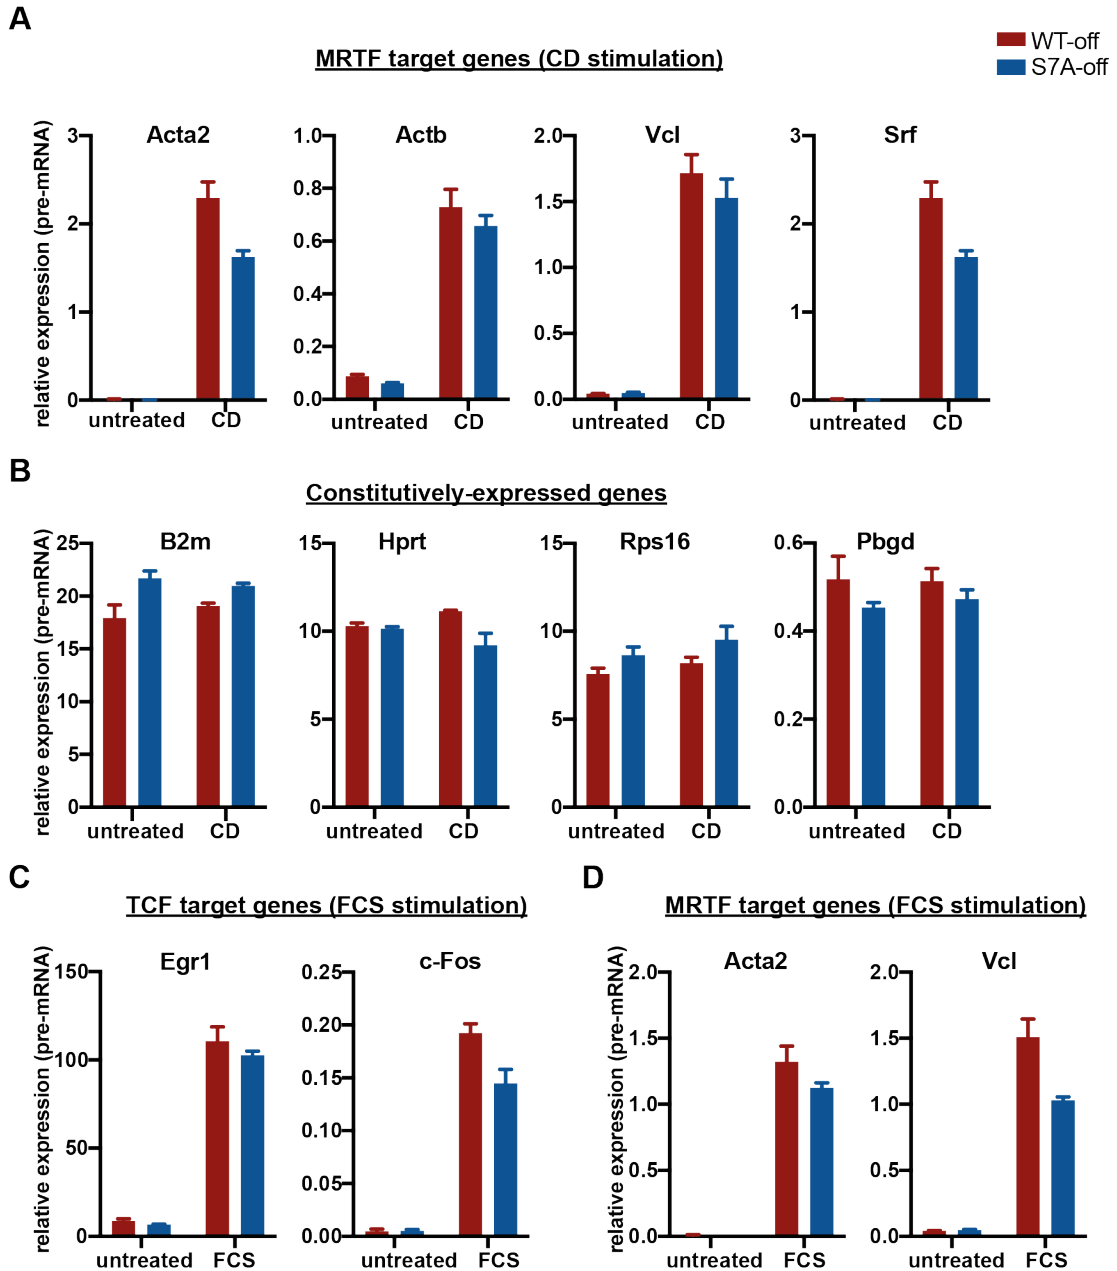 A
MRTF target genes (CD stimulation)
WT-off
S7A-off
relative expression (pre-mRNA)
Acta2
3
2
1
0
untreated CD
Actb
1.0
0.8
0.6
0.4
0.2
0.0
untreated CD
Vcl
2.0
1.5
1.0
0.5
0.0
untreated CD
Srf
3
2
1
0
untreated CD
B
Constitutively-expressed genes
relative expression (pre-mRNA)
B2m
25
20
15
10
5
0
untreated CD
Hprt
15
10
5
0
untreated CD
Rps16
15
10
5
0
untreated CD
Pbgd
0.6
0.4
0.2
0.0
untreated CD
C
TCF target genes (FCS stimulation)
relative expression (pre-mRNA)
Egr1
150
100
50
0
untreated FCS
c-Fos
0.25
0.20
0.15
0.10
0.05
0.00
untreated FCS
D
MRTF target genes (FCS stimulation)
relative expression (pre-mRNA)
Acta2
2.0
1.5
1.0
0.5
0.0
untreated FCS
Vcl
2.0
1.5
1.0
0.5
0.0
untreated FCS